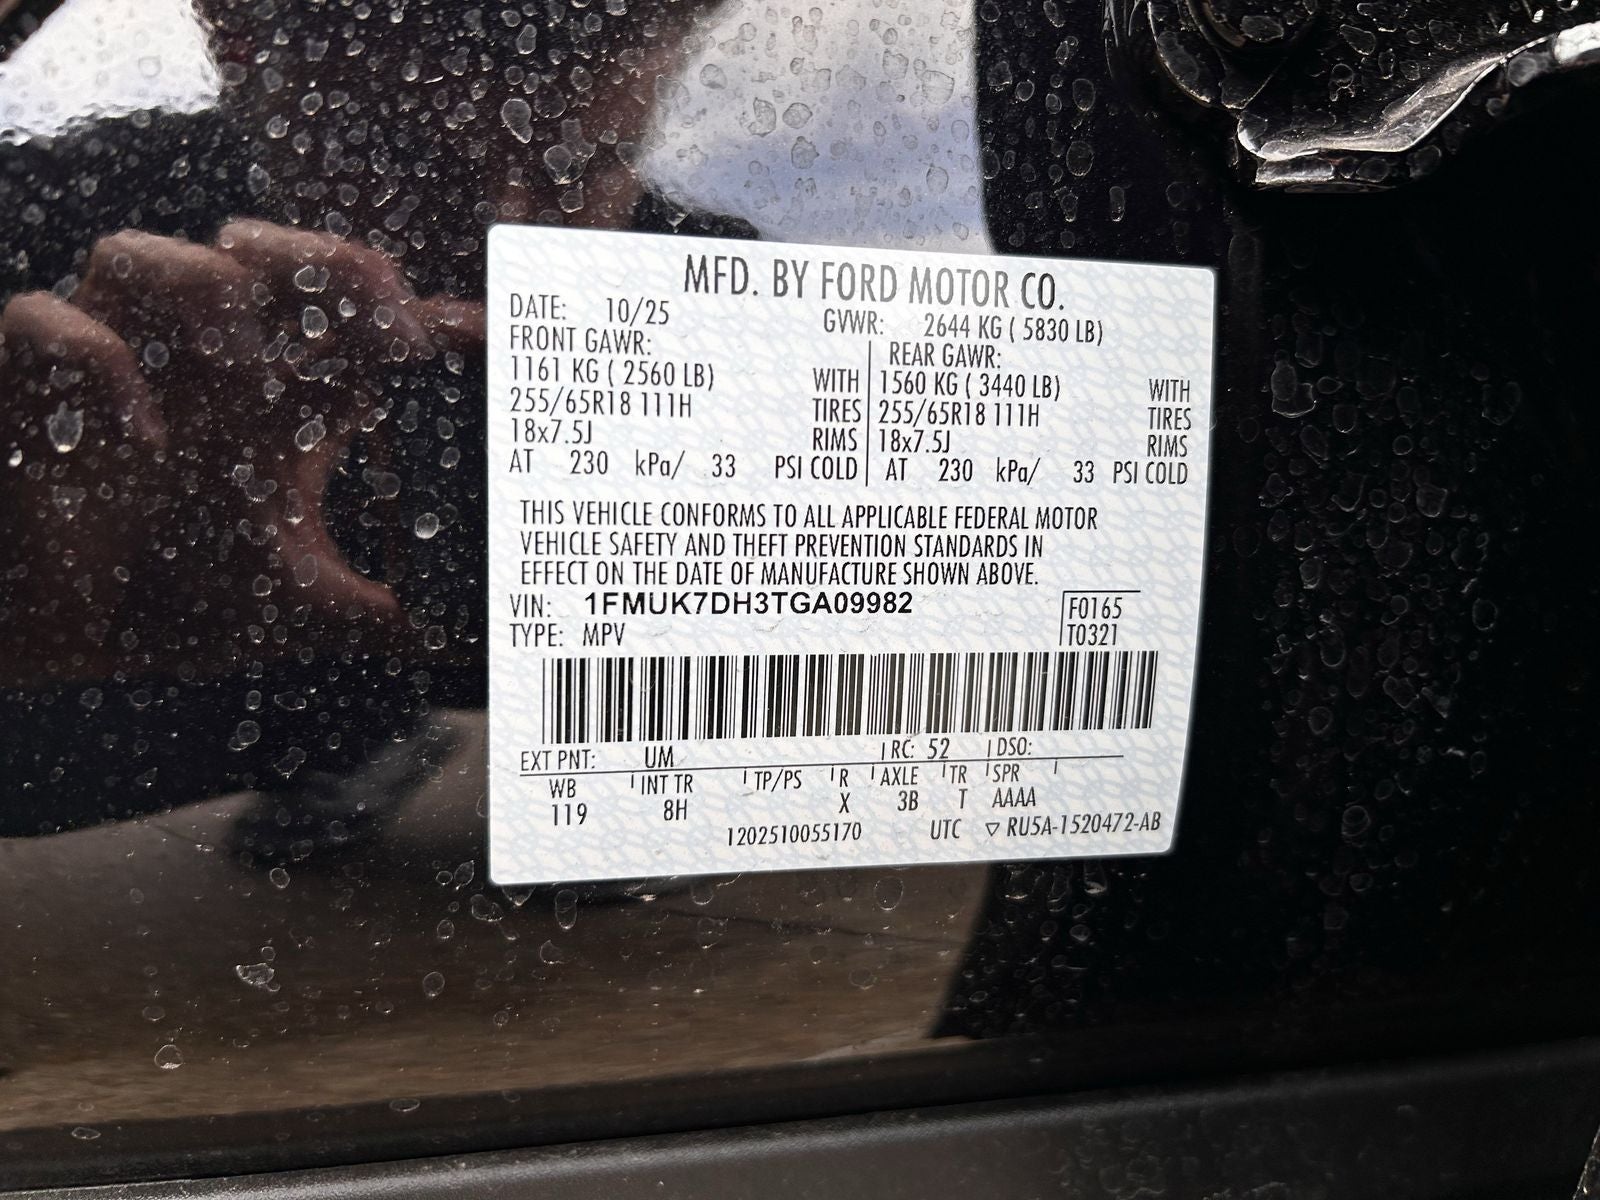 MFD. BY FORD MOTOR CO.
DATE: 10/25 GVWR: 2644 KG ( 5830 LB)
FRONT GAWR: REAR GAWR:
1161 KG ( 2560 LB) WITH 1560 KG ( 3440 LB) WITH
255/65R18 111H TIRES 255/65R18 111H TIRES
18x7.5J RIMS 18x7.5J RIMS
AT 230 kPa/ 33 PSI COLD AT 230 kPa/ 33 PSI COLD
THIS VEHICLE CONFORMS TO ALL APPLICABLE FEDERAL MOTOR
VEHICLE SAFETY AND THEFT PREVENTION STANDARDS IN
EFFECT ON THE DATE OF MANUFACTURE SHOWN ABOVE.
VIN: 1FMUK7DH3TGA09982 F0165
TYPE: MPV T0321
EXT PNT: UM RC: 52 DSO:
WB INT TR TP/PS R AXLE TR SPR
119 8H X 3B T AAAA
1202510055170 UTC ▽ RU5A-1520472-AB